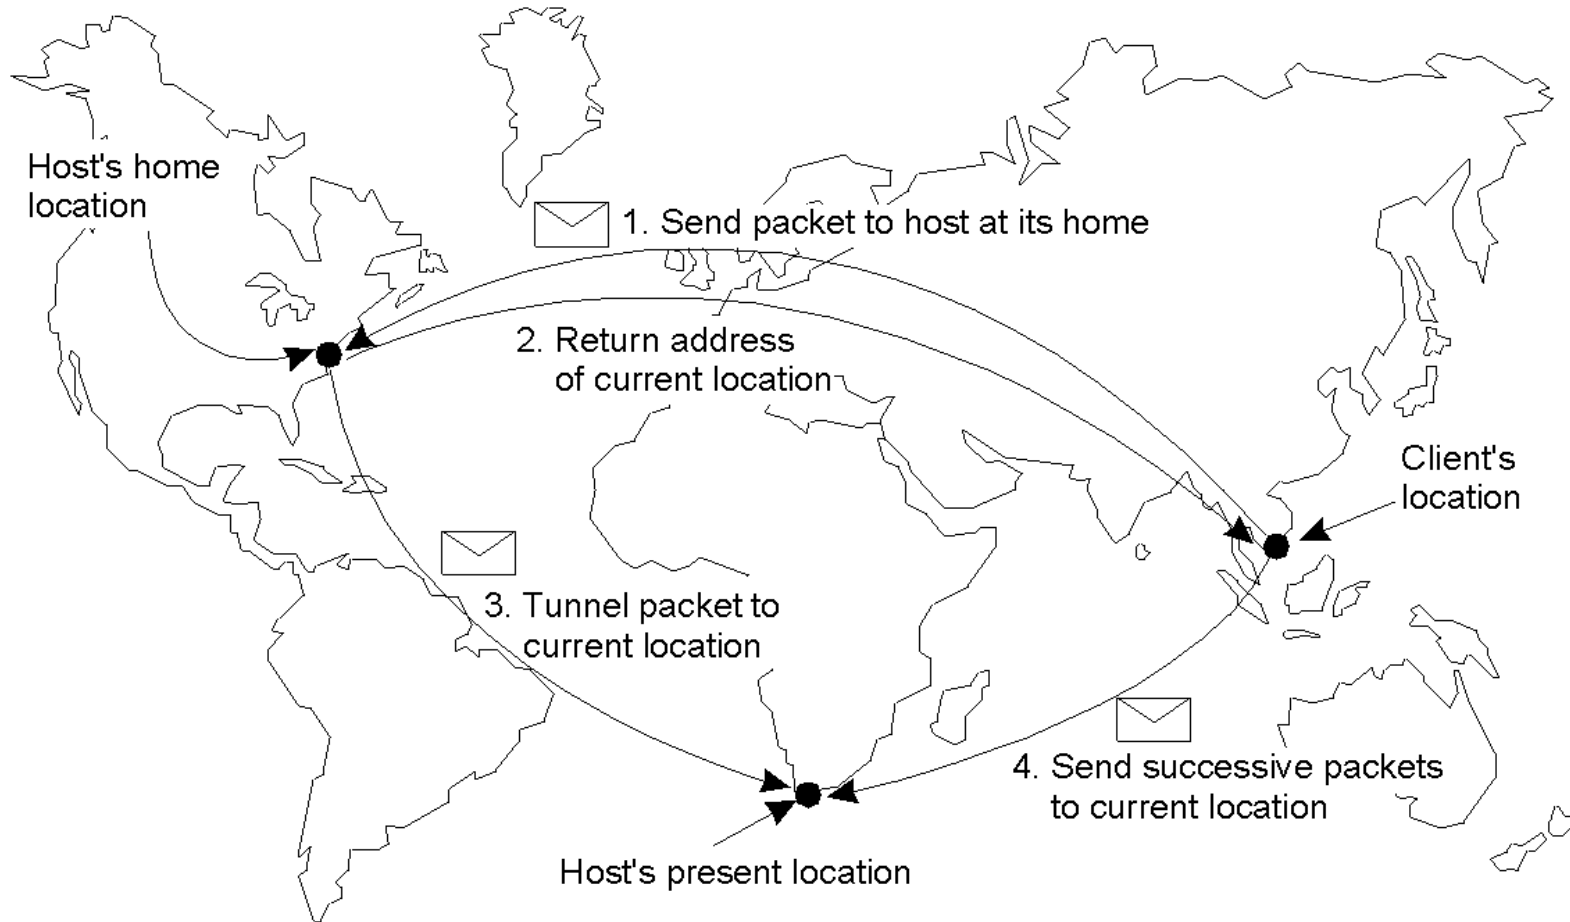 Host's home
location
1. Send packet to host at its home
2. Return address
of current location
Client's
location
3. Tunnel packet to
current location
4. Send successive packets
to current location
Host's present location